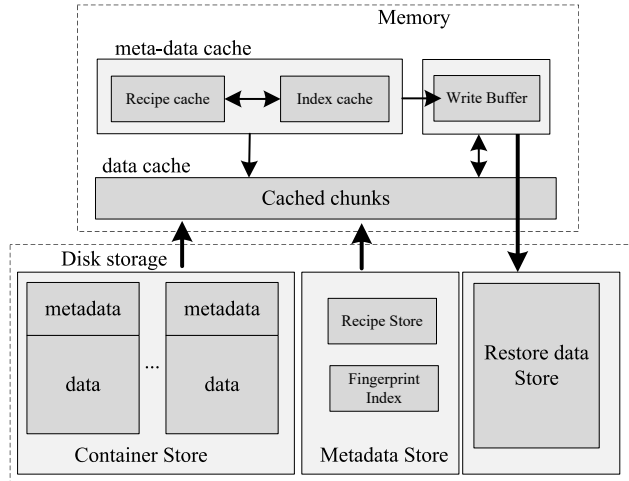 Memory
meta-data cache
Recipe cache
Index cache
Write Buffer
data cache
Cached chunks
Disk storage
metadata
metadata
data
...
data
Container Store
Recipe Store
Fingerprint
Index
Metadata Store
Restore data
Store